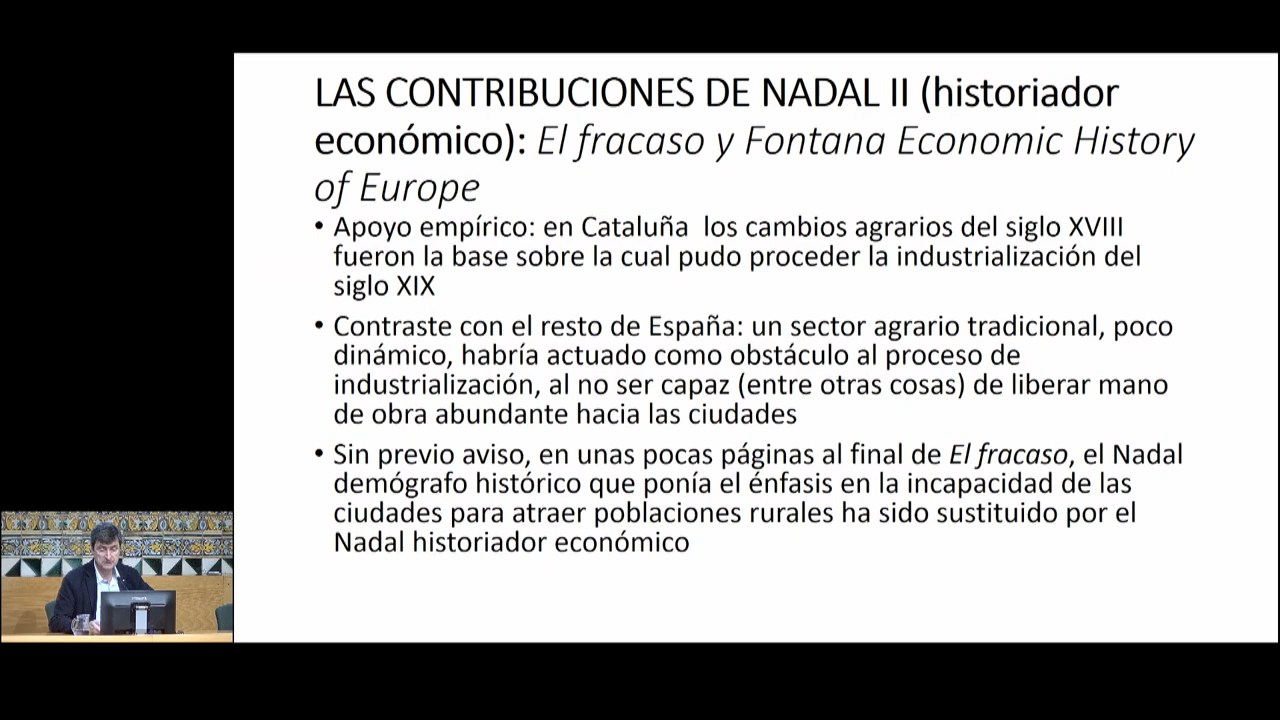 LAS CONTRIBUCIONES DE NADAL II (historiador
económico): El fracaso y Fontana Economic History
of Europe
• Apoyo empírico: en Cataluña los cambios agrarios del siglo XVIII
fueron la base sobre la cual pudo proceder la industrialización del
siglo XIX
• Contraste con el resto de España: un sector agrario tradicional, poco
dinámico, habría actuado como obstáculo al proceso de
industrialización, al no ser capaz (entre otras cosas) de liberar mano
de obra abundante hacia las ciudades
• Sin previo aviso, en unas pocas páginas al final de El fracaso, el Nadal
demógrafo histórico que ponía el énfasis en la incapacidad de las
ciudades para atraer poblaciones rurales ha sido sustituido por el
Nadal historiador económico